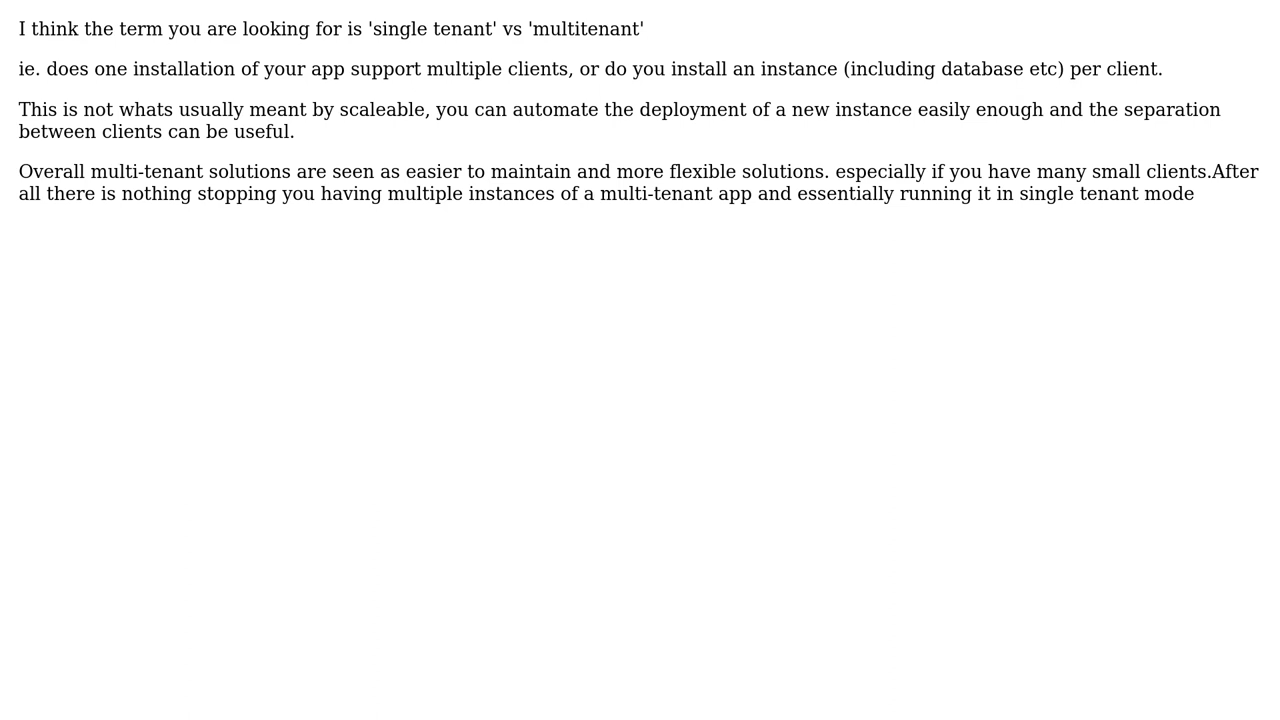 I think the term you are looking for is 'single tenant' vs 'multitenant'
ie. does one installation of your app support multiple clients, or do you install an instance (including database etc) per client.
This is not whats usually meant by scaleable, you can automate the deployment of a new instance easily enough and the separation
between clients can be useful.
Overall multi-tenant solutions are seen as easier to maintain and more flexible solutions. especially if you have many small clients.After
all there is nothing stopping you having multiple instances of a multi-tenant app and essentially running it in single tenant mode